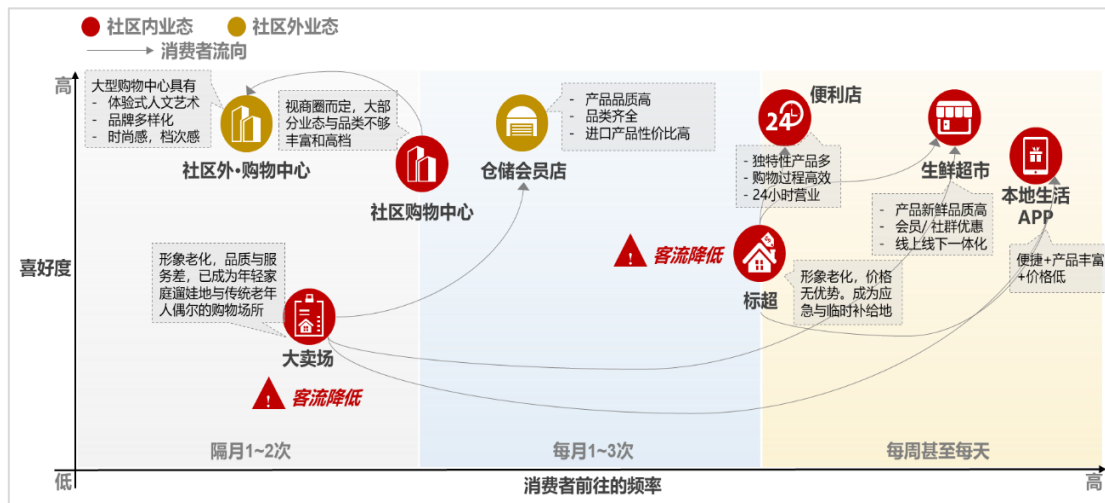 社区内业态
社区外业态
消费者流向
高
大型购物中心具有
- 体验式人文艺术
- 品牌多样化
- 时尚感，档次感
社区外•购物中心
视商圈而定，大部
分业态与品类不够
丰富和高档
社区购物中心
仓储会员店
- 产品品质高
- 品类齐全
- 进口产品性价比高
24
便利店
- 独特性产品多
- 购物过程高效
- 24小时营业
生鲜超市
- 产品新鲜品质高
- 会员/社群优惠
- 线上线下一体化
本地生活
APP
便捷+产品丰富
+价格低
喜好度
形象老化，品质与服
务差，已成为年轻家
庭遛娃地与传统老年
人偶尔的购物场所
大卖场
! 客流降低
! 客流降低
标超
形象老化，价格
无优势。成为应
急与临时补给地
隔月1~2次
每月1~3次
每周甚至每天
低
消费者前往的频率
高